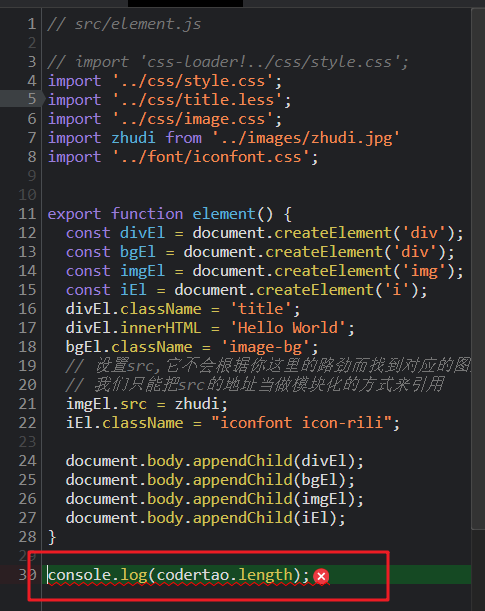 1 // src/element.js
2
3 // import 'css-loader!../css/style.css';
4 import '../css/style.css';
5 import '../css/title.less';
6 import '../css/image.css';
7 import zhudi from '../images/zhudi.jpg'
8 import '../font/iconfont.css';
9
10
11 export function element() {
12   const divEl = document.createElement('div');
13   const bgEl = document.createElement('div');
14   const imgEl = document.createElement('img');
15   const iEl = document.createElement('i');
16   divEl.className = 'title';
17   divEl.innerHTML = 'Hello World';
18   bgEl.className = 'image-bg';
19   // 设置src,它不会根据你这里的路劲而找到对应的图
20   // 我们只能把src的地址当做模块化的方式来引用
21   imgEl.src = zhudi;
22   iEl.className = "iconfont icon-rili";
23
24   document.body.appendChild(divEl);
25   document.body.appendChild(bgEl);
26   document.body.appendChild(imgEl);
27   document.body.appendChild(iEl);
28 }
29
30 console.log(codertao.length);